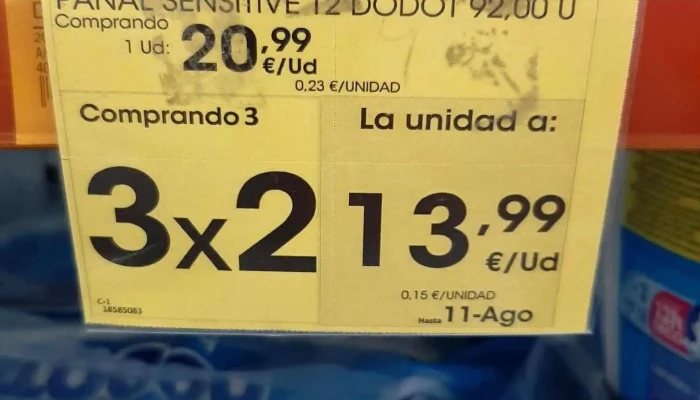 PAÑAL SENSITIVE T2 DODOT 92,00 U
Comprando
1 Ud: 20,99 €/Ud
0,23 €/UNIDAD
Comprando 3
La unidad a:
3x2
13,99 €/Ud
0,15 €/UNIDAD
C-1
18585083
Hasta 11-Ago